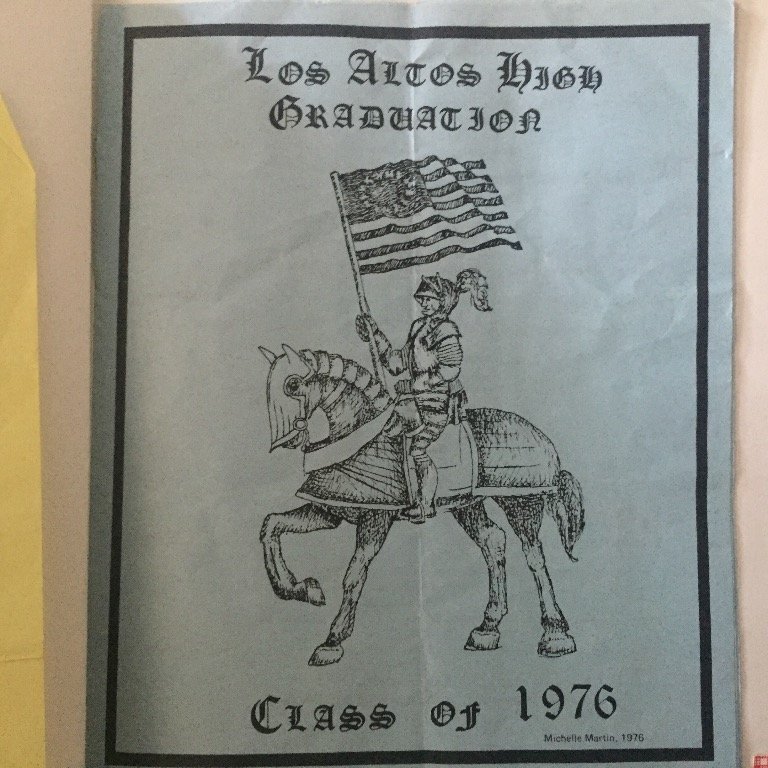 Los Altos High
Graduation
Class of 1976
Michelle Martin, 1976